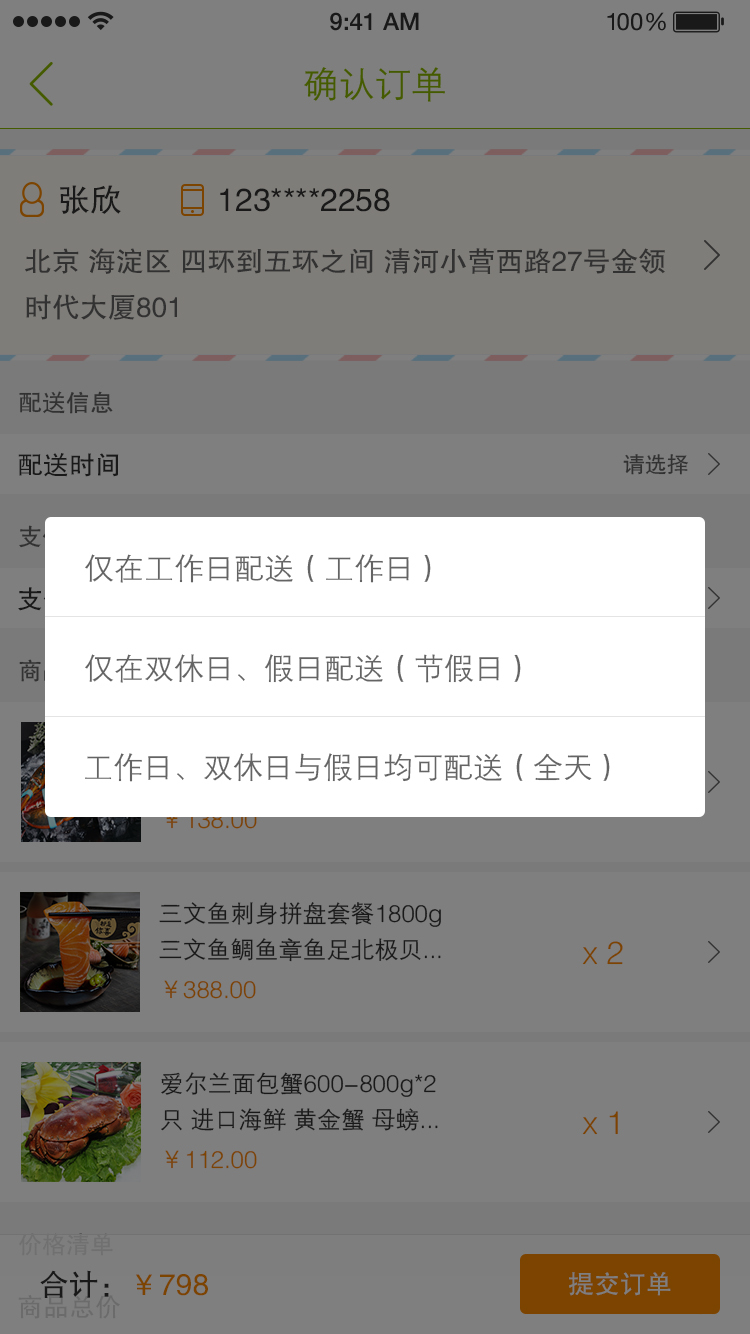 9:41 AM 100%
确认订单
张欣 123****2258
北京 海淀区 四环到五环之间 清河小营西路27号金领
时代大厦801
配送信息
配送时间 请选择
支
支
商
仅在工作日配送（工作日）
仅在双休日、假日配送（节假日）
工作日、双休日与假日均可配送（全天）
¥138.00
三文鱼刺身拼盘套餐1800g
三文鱼鲷鱼章鱼足北极贝...
x 2
¥388.00
爱尔兰面包蟹600-800g*2
只 进口海鲜 黄金蟹 母螃...
x 1
¥112.00
价格清单
合计： ¥798 提交订单
商品总价